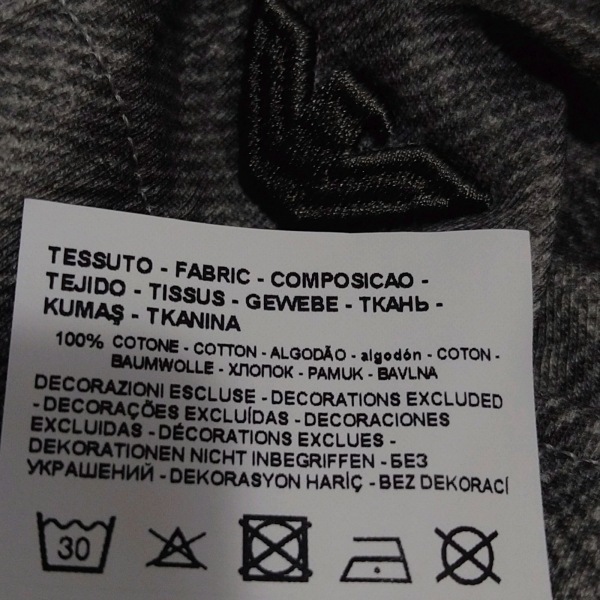 TESSUTO - FABRIC - COMPOSICAO -
TEJIDO - TISSUS - GEWEBE - ТКАНЬ -
KUMAŞ - TKANINA
100% COTONE - COTTON - ALGODÃO - algodón - COTON -
BAUMWOLLE - ХЛОПОК - PAMUK - BAVLNA
DECORAZIONI ESCLUSE - DECORATIONS EXCLUDED
- DECORAÇÕES EXCLUÍDAS - DECORACIONES
EXCLUIDAS - DÉCORATIONS EXCLUES -
DEKORATIONEN NICHT INBEGRIFFEN - БЕЗ
УКРАШЕНИЙ - DEKORASYON HARİÇ - BEZ DEKORACÍ
30